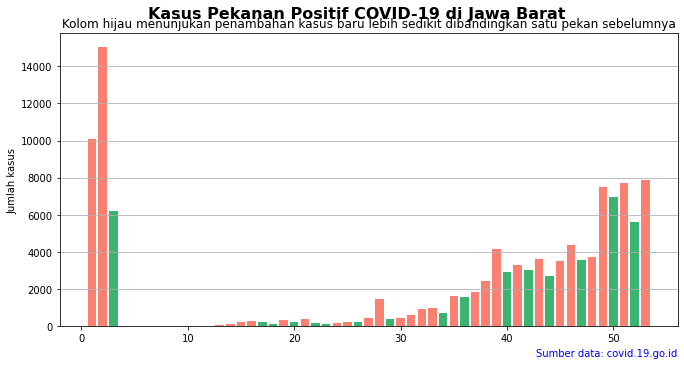 Kasus Pekanan Positif COVID-19 di Jawa Barat
Kolom hijau menunjukan penambahan kasus baru lebih sedikit dibandingkan satu pekan sebelumnya
14000
12000
10000
8000
6000
4000
2000
0
Jumlah kasus
0 10 20 30 40 50
Sumber data: covid.19.go.id